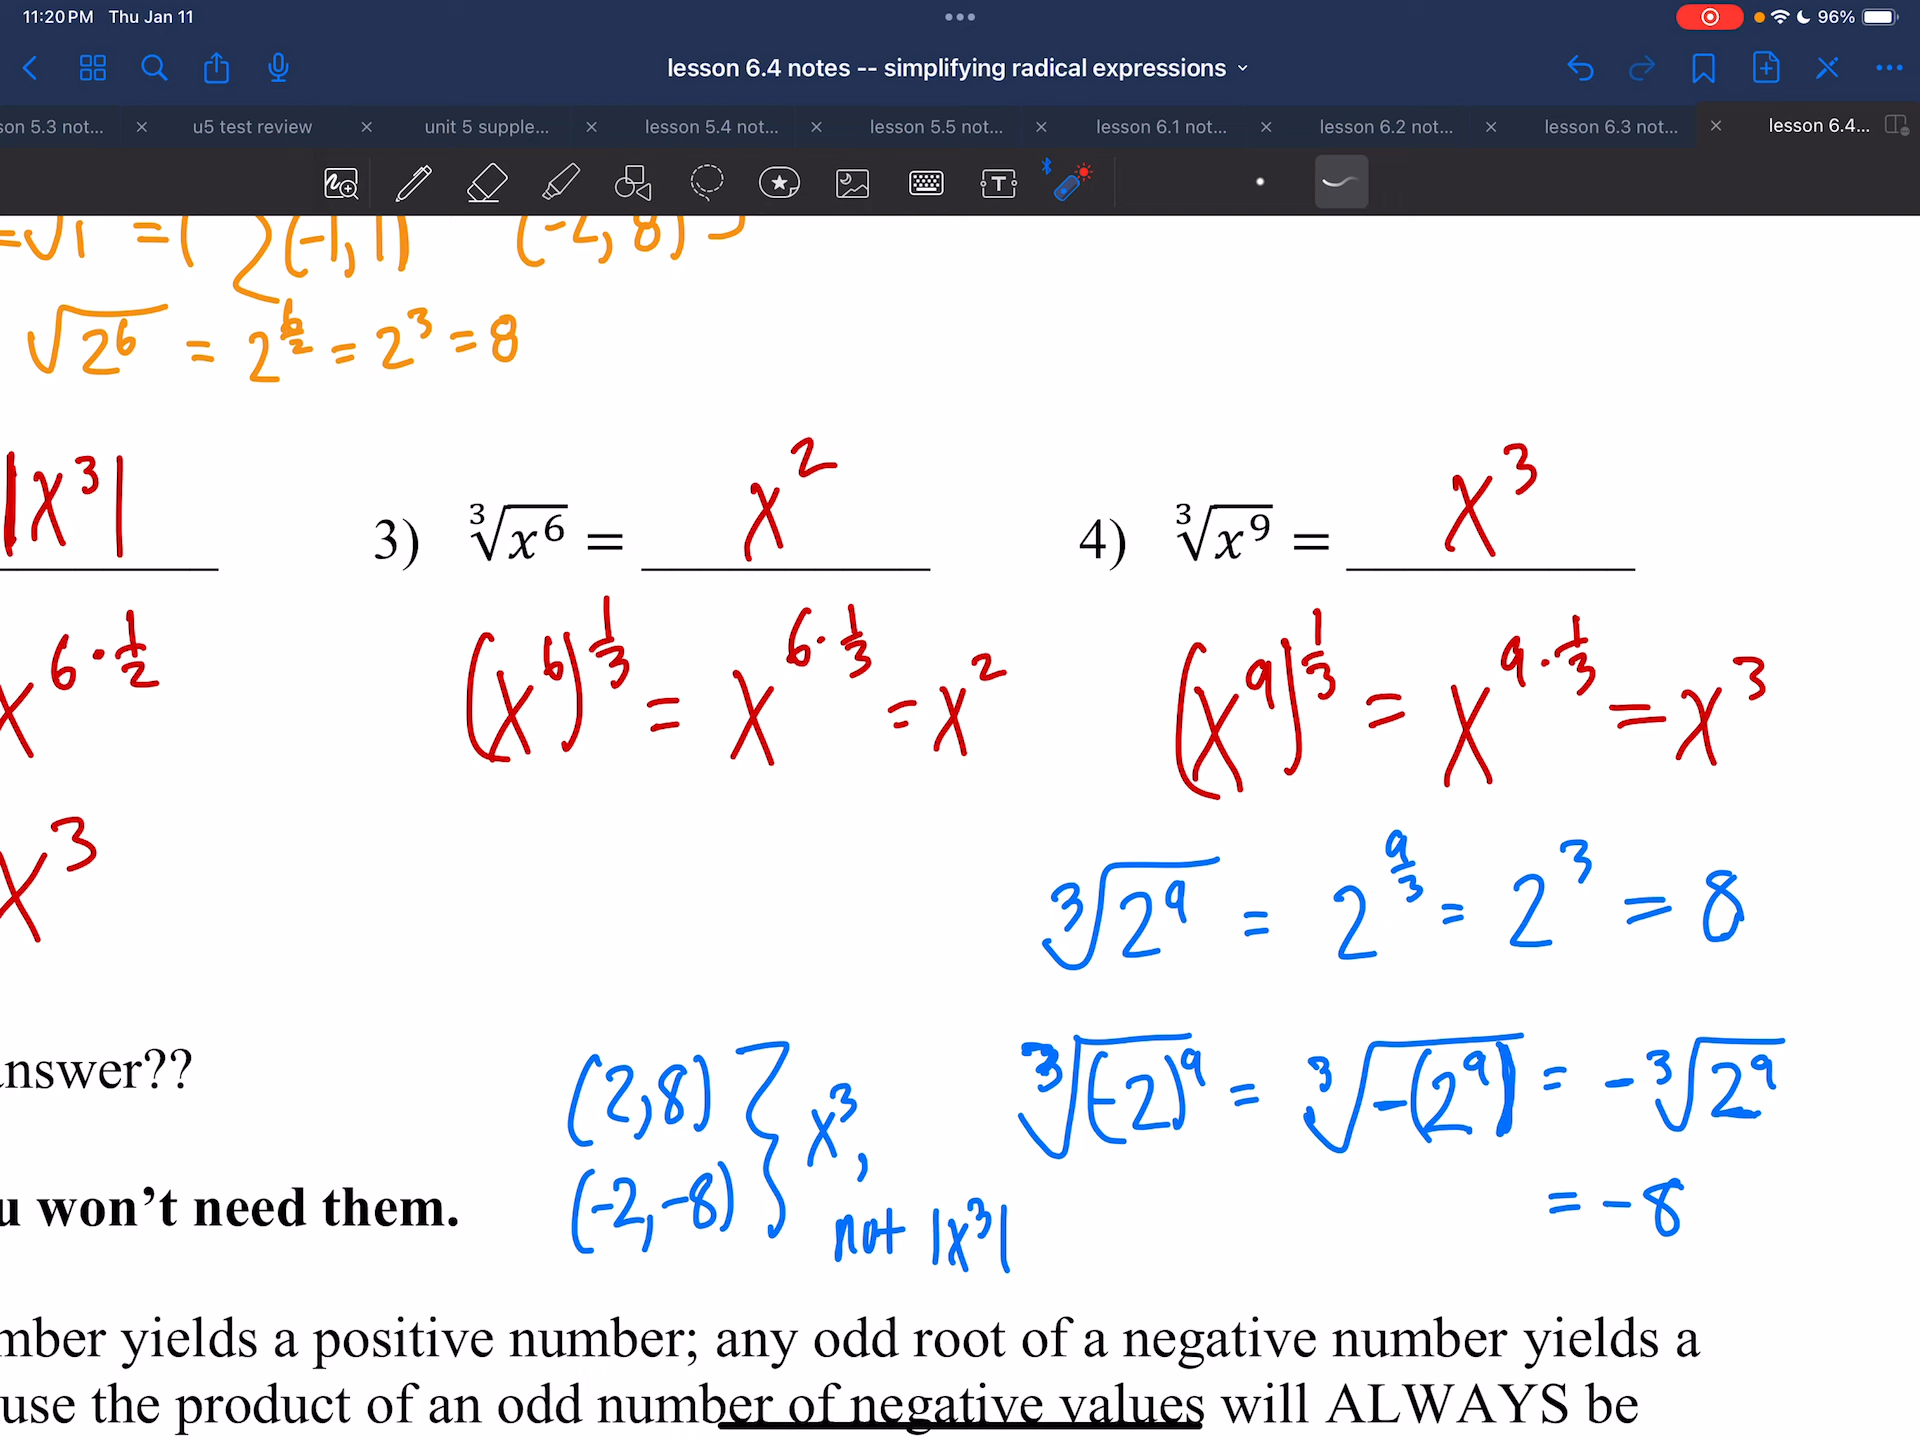 11:20 PM Thu Jan 11
96%
lesson 6.4 notes -- simplifying radical expressions
son 5.3 not... u5 test review unit 5 supple... lesson 5.4 not... lesson 5.5 not... lesson 6.1 not... lesson 6.2 not... lesson 6.3 not... lesson 6.4...
=√1 = (-1, 1) (-2, 8)
√2⁶ = 2^(6/2) = 2³ = 8
|x³|
3) ∛x⁶ = x²
4) ∛x⁹ = x³
x^(6·1/2)
(x⁶)^(1/3) = x^(6·1/3) = x²
(x⁹)^(1/3) = x^(9·1/3) = x³
x³
∛2⁹ = 2^(9/3) = 2³ = 8
nswer??
(2,8)
(-2,-8)
} x³,
not |x³|
∛(-2)⁹ = ∛-(2⁹) = -∛2⁹
= -8
u won't need them.
mber yields a positive number; any odd root of a negative number yields a
use the product of an odd number of negative values will ALWAYS be